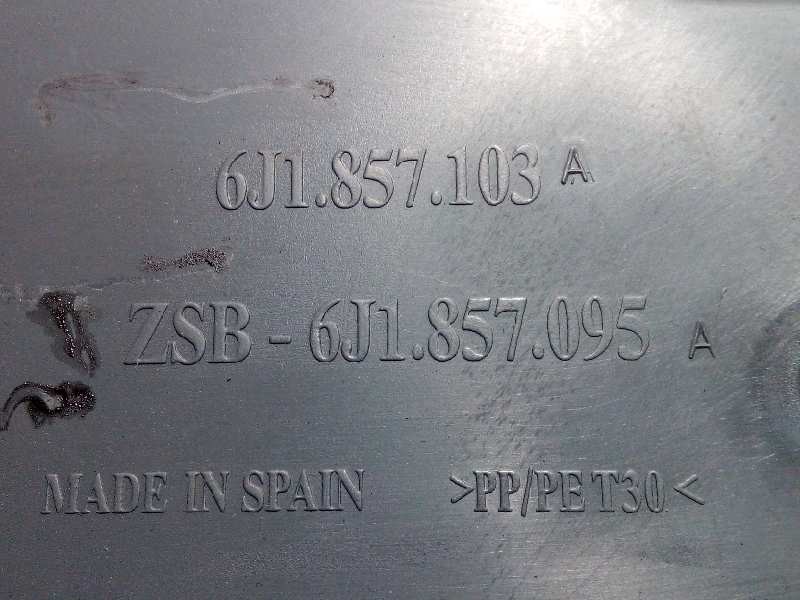 6J1.857.103 A
ZSB - 6J1.857.095 A
MADE IN SPAIN >PP/PE T30<